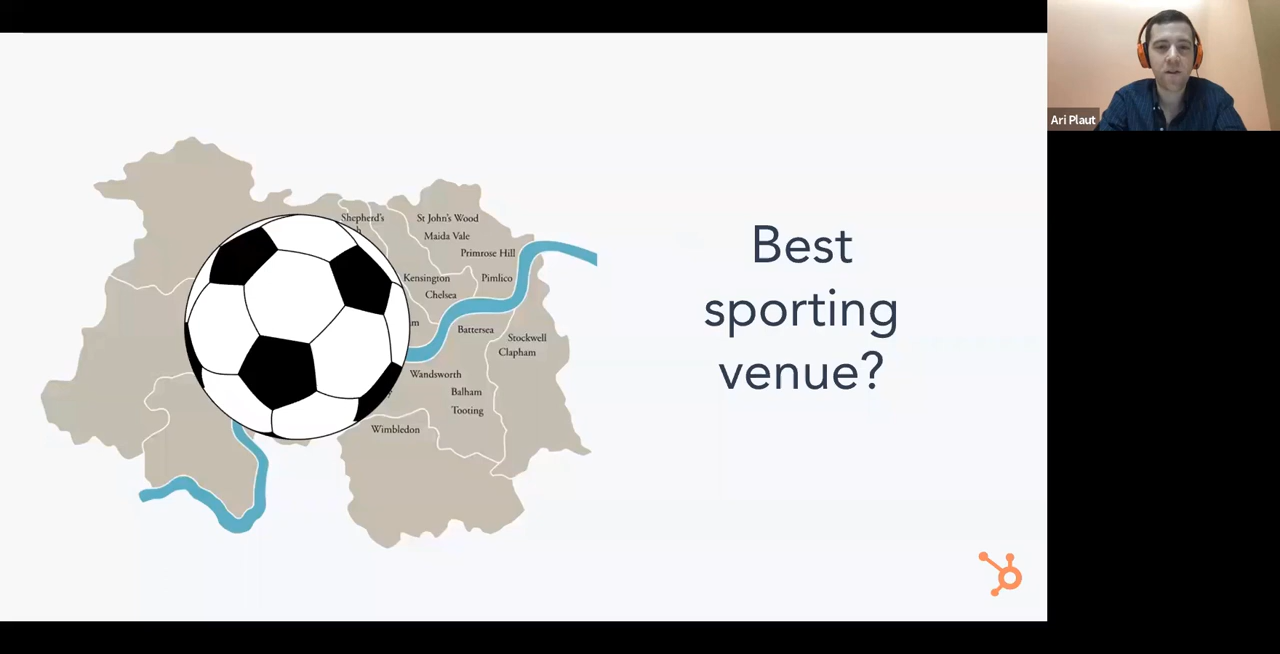 Ari Plaut
Shepherd's
St John's Wood
Maida Vale
Primrose Hill
Kensington
Pimlico
Chelsea
Battersea
Stockwell
Clapham
Wandsworth
Balham
Tooting
Wimbledon
Best
sporting
venue?